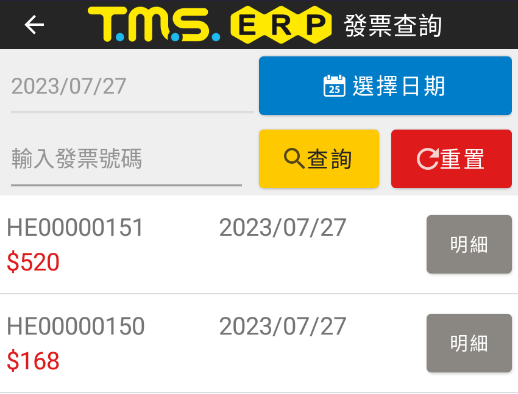 T.M.S. ERP 發票查詢
2023/07/27
25 選擇日期
輸入發票號碼
查詢
重置
HE00000151 2023/07/27
$520
明細
HE00000150 2023/07/27
$168
明細